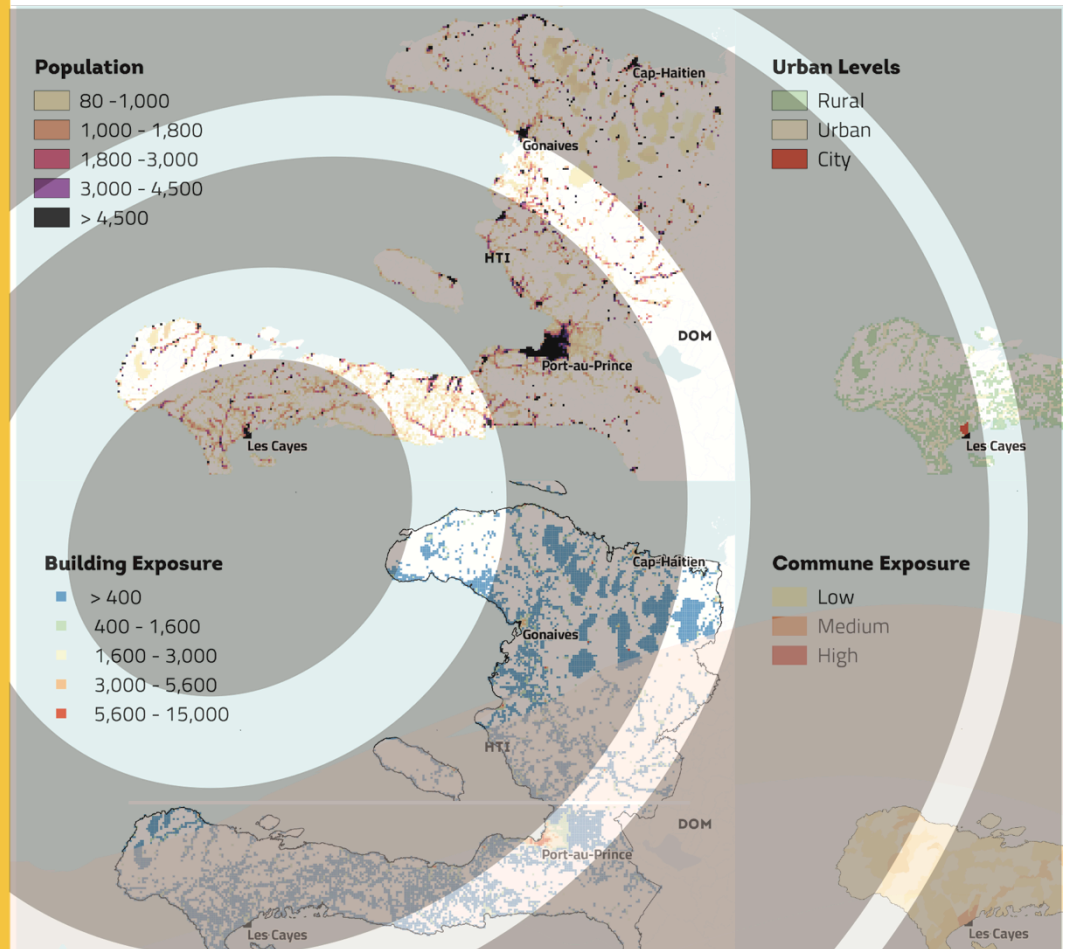 Population
80 -1,000
1,000 - 1,800
1,800 -3,000
3,000 - 4,500
> 4,500
Cap-Haitien
Gonaives
HTI
DOM
Port-au-Prince
Les Cayes
Urban Levels
Rural
Urban
City
Les Cayes
Building Exposure
> 400
400 - 1,600
1,600 - 3,000
3,000 - 5,600
5,600 - 15,000
Cap-Haitien
Gonaives
HTI
DOM
Port-au-Prince
Les Cayes
Commune Exposure
Low
Medium
High
Les Cayes